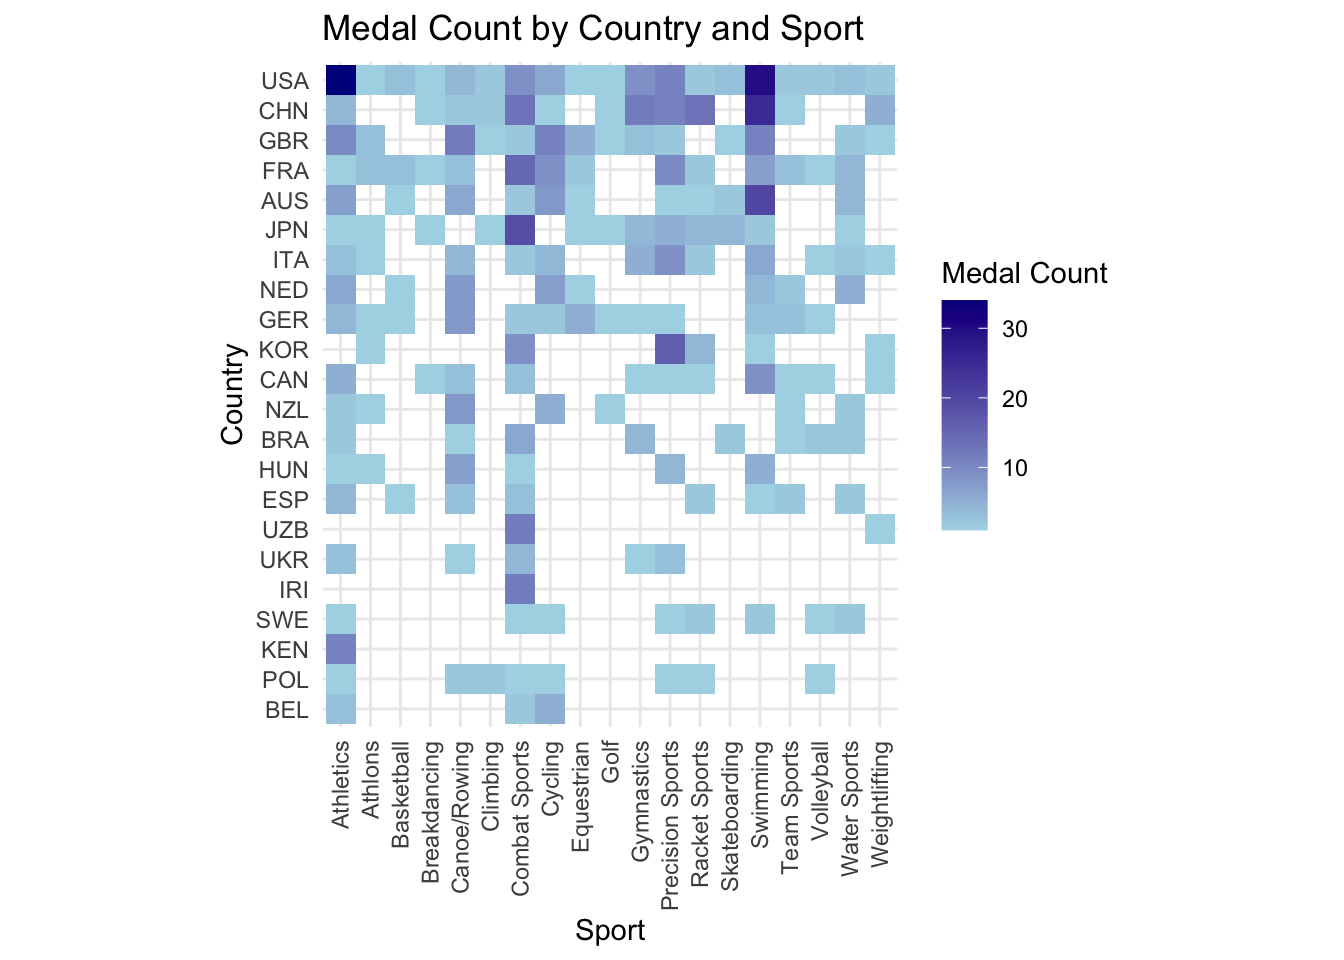 Medal Count by Country and Sport
USA
CHN
GBR
FRA
AUS
JPN
ITA
NED
GER
KOR
CAN
NZL
BRA
HUN
ESP
UZB
UKR
IRI
SWE
KEN
POL
BEL
Country
Athletics
Athlons
Basketball
Breakdancing
Canoe/Rowing
Climbing
Combat Sports
Cycling
Equestrian
Golf
Gymnastics
Precision Sports
Racket Sports
Skateboarding
Swimming
Team Sports
Volleyball
Water Sports
Weightlifting
Sport
Medal Count
30
20
10